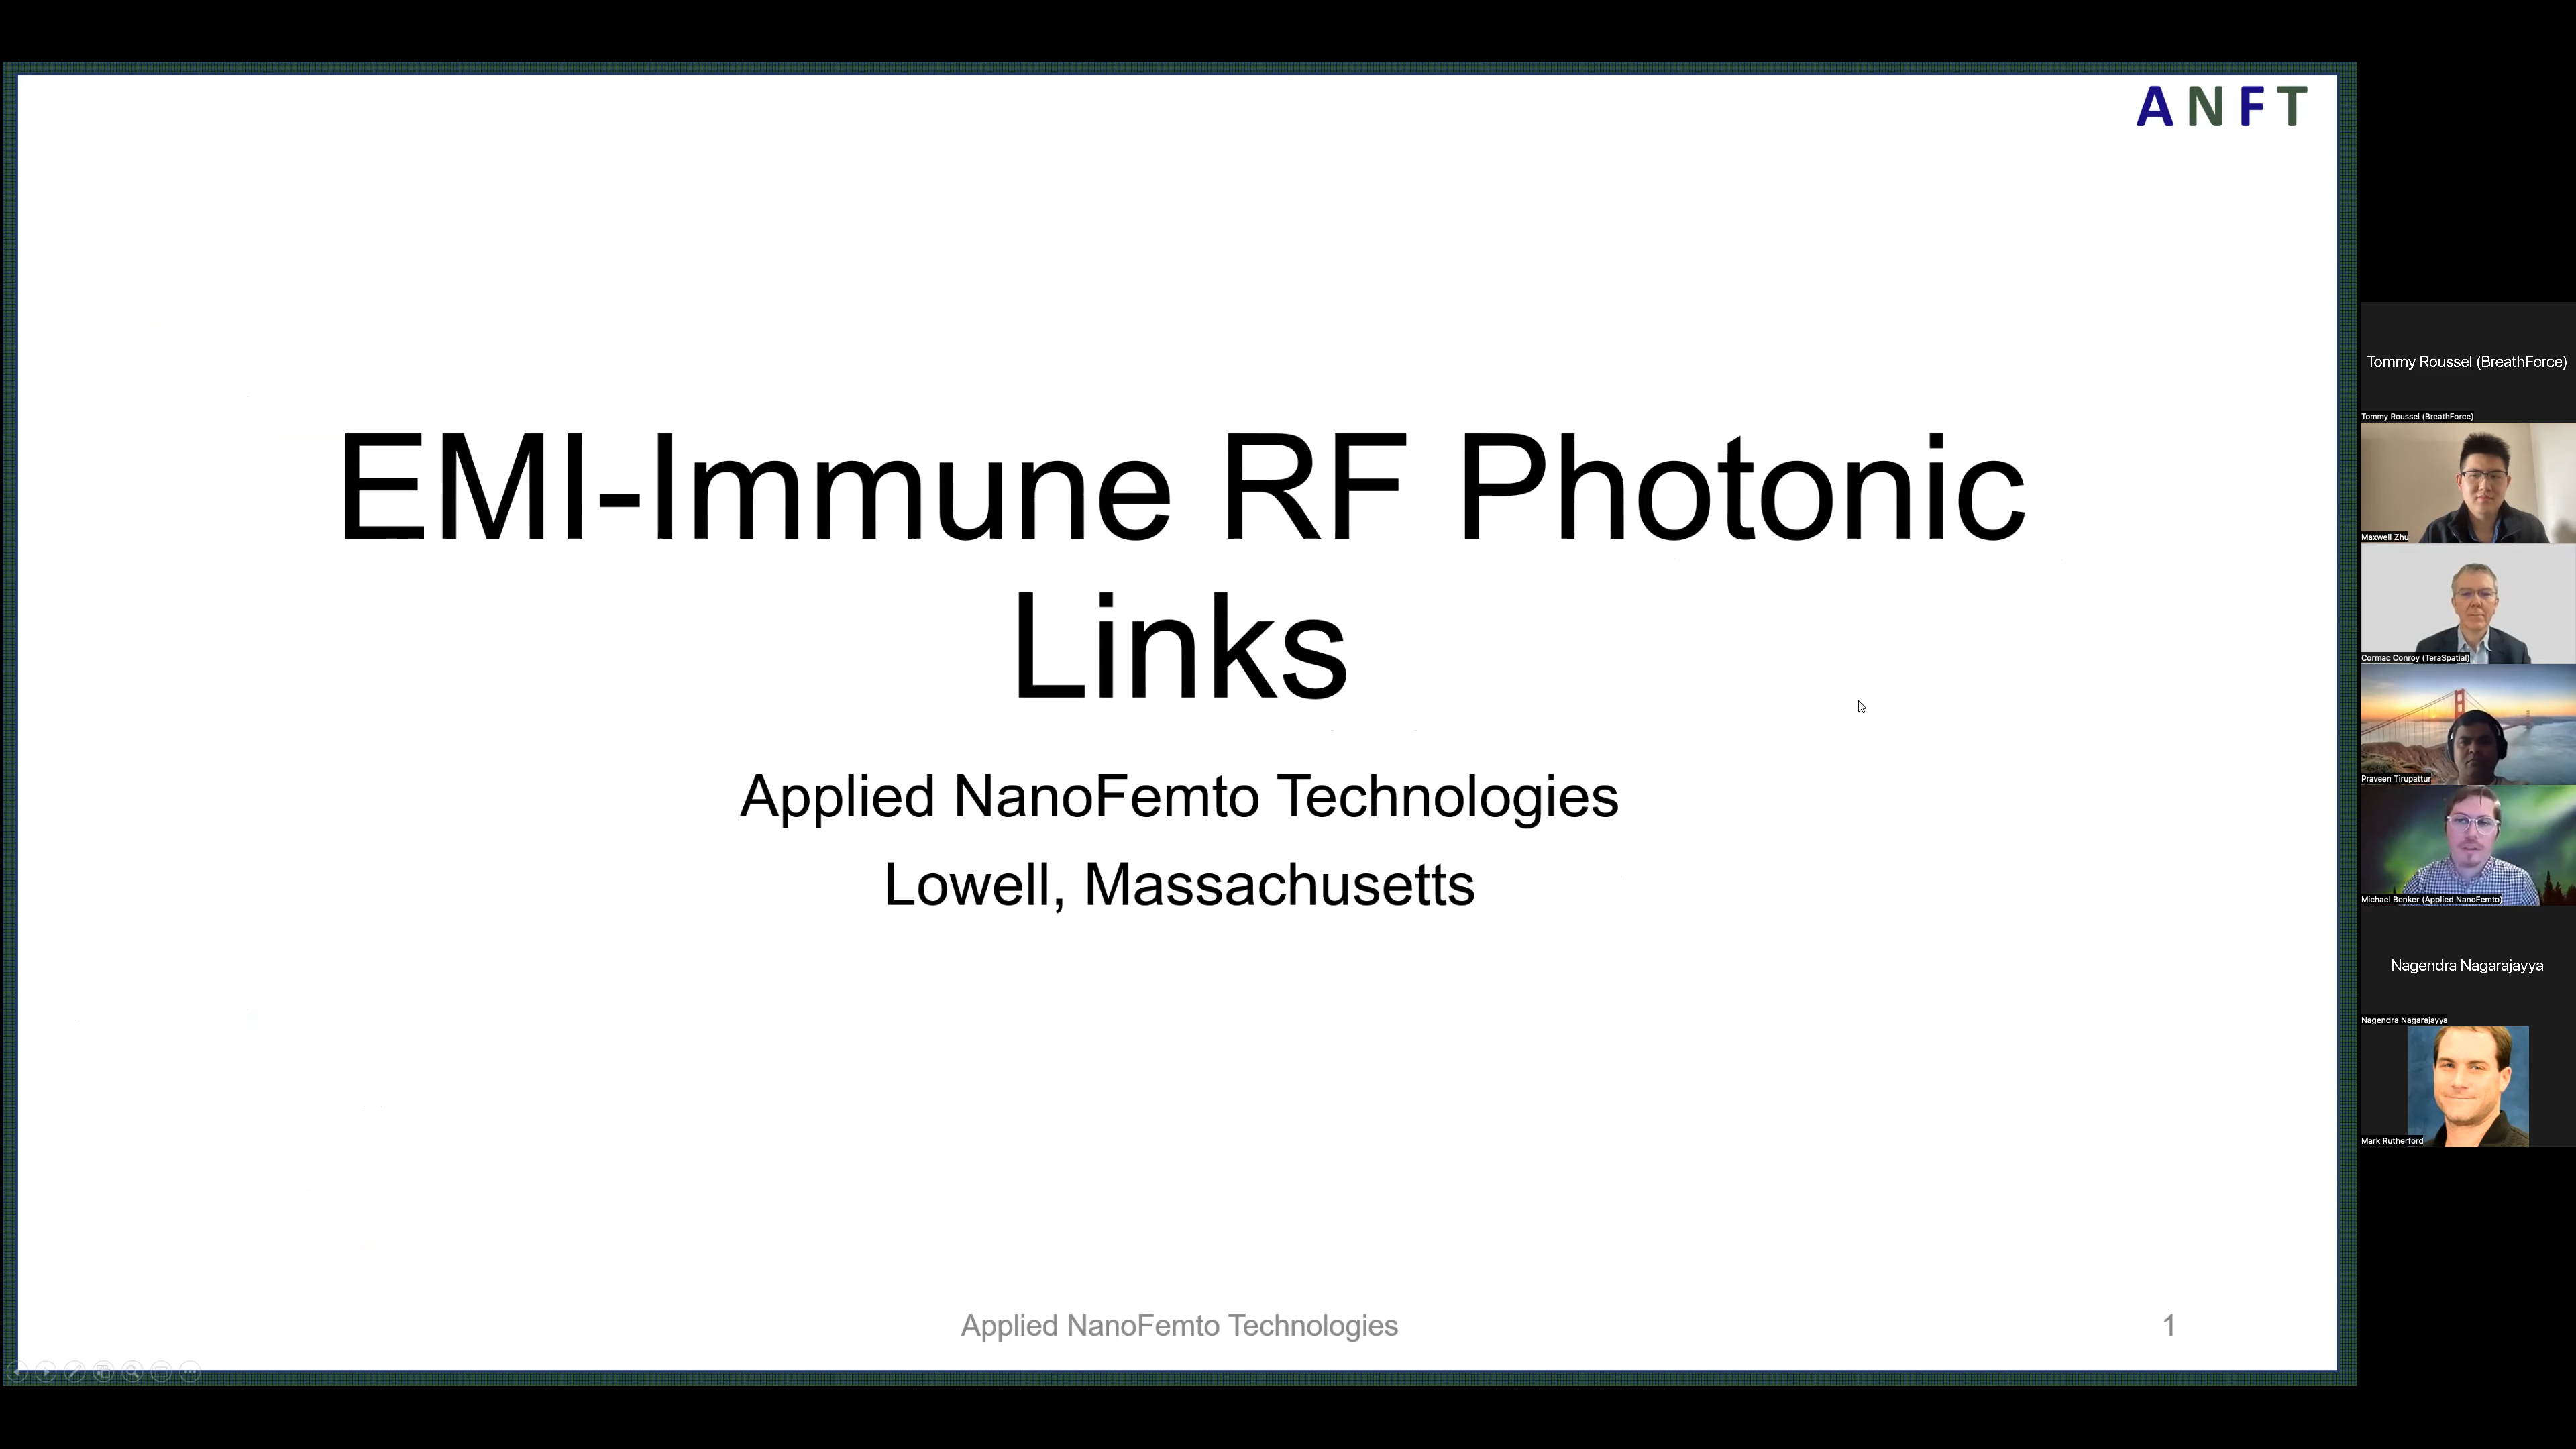 A N F T
EMI-Immune RF Photonic
Links
Applied NanoFemto Technologies
Lowell, Massachusetts
Applied NanoFemto Technologies
1
Tommy Roussel (BreathForce)
Tommy Roussel (BreathForce)
Maxwell Zhu
Cormac Conroy (TeraSpatial)
Praveen Tirupattur
Michael Benker (Applied NanoFemto)
Nagendra Nagarajayya
Nagendra Nagarajayya
Mark Rutherford